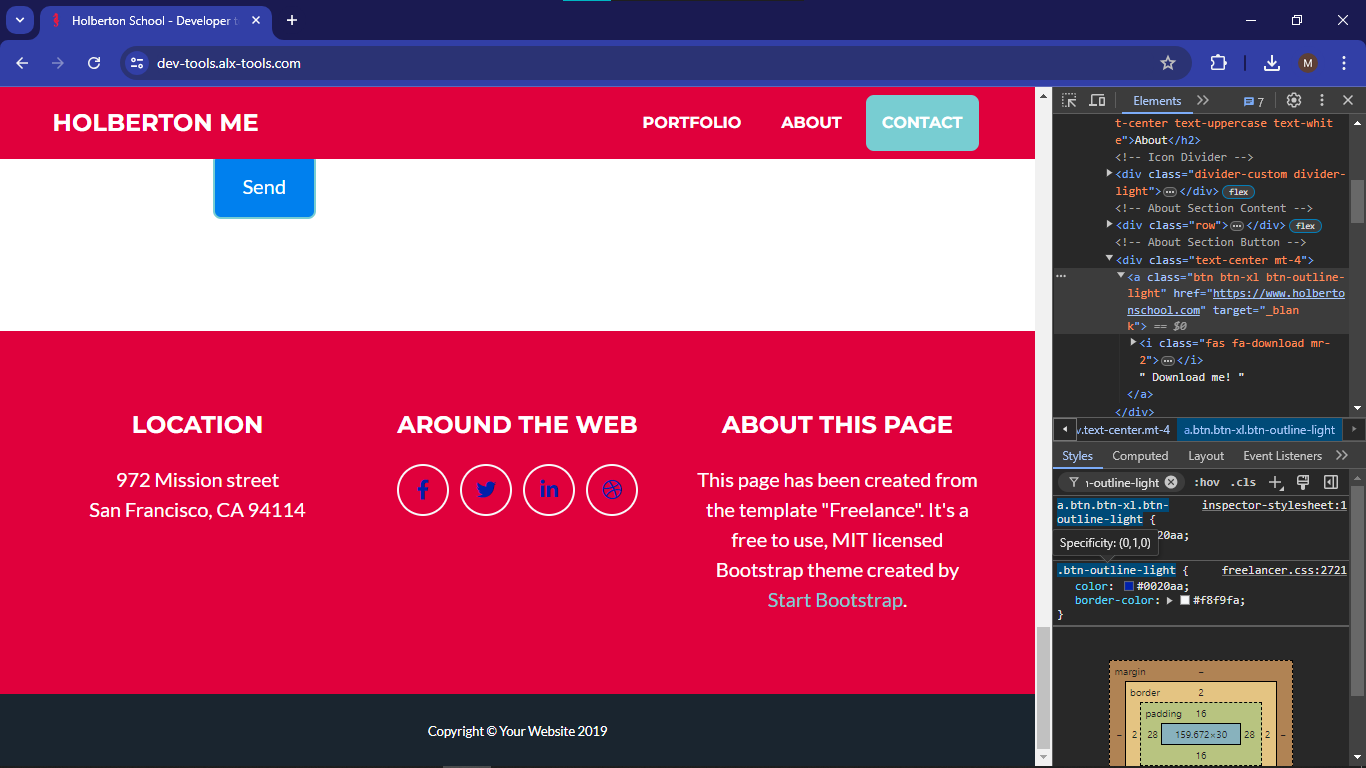 Holberton School - Developer t
dev-tools.alx-tools.com
M
HOLBERTON ME
PORTFOLIO
ABOUT
CONTACT
Send
LOCATION
972 Mission street
San Francisco, CA 94114
AROUND THE WEB
ABOUT THIS PAGE
This page has been created from
the template "Freelance". It's a
free to use, MIT licensed
Bootstrap theme created by
Start Bootstrap.
Copyright © Your Website 2019
Elements
7
t-center text-uppercase text-whit
e">About</h2>
<!-- Icon Divider -->
<div class="divider-custom divider-
light">…</div> flex
<!-- About Section Content -->
<div class="row">…</div> flex
<!-- About Section Button -->
<div class="text-center mt-4">
<a class="btn btn-xl btn-outline-
light" href="https://www.holberto
nschool.com" target="_blan
k"> == $0
<i class="fas fa-download mr-
2">…</i>
" Download me! "
</a>
</div>
v.text-center.mt-4 a.btn.btn-xl.btn-outline-light
Styles Computed Layout Event Listeners
-outline-light :hov .cls
a.btn.btn-xl.btn- inspector-stylesheet:1
outline-light {
20aa;
Specificity: (0,1,0)
.btn-outline-light { freelancer.css:2721
color: #0020aa;
border-color: #f8f9fa;
}
margin –
border 2
padding 16
– 2 28 159.672×30 28 2 –
16